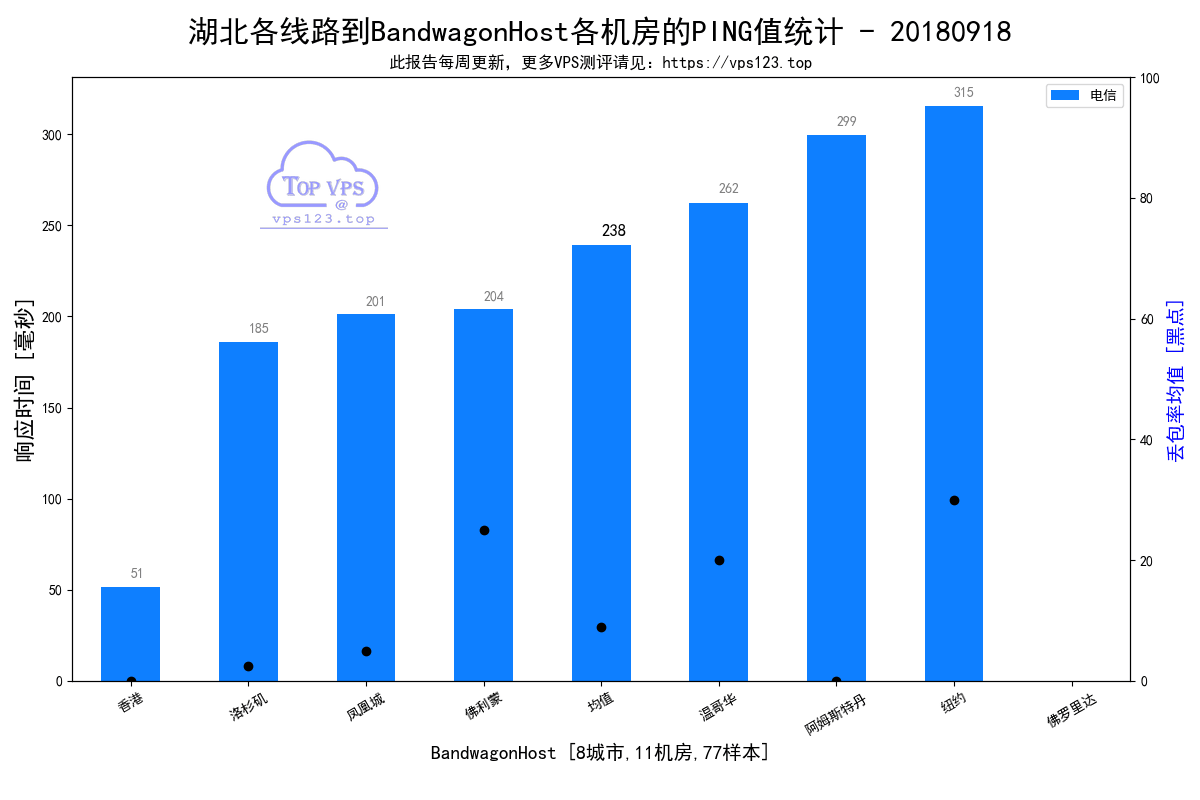 湖北各线路到BandwagonHost各机房的PING值统计 - 20180918
此报告每周更新，更多VPS测评请见：https://vps123.top
电信
TOP VPS
@
vps123.top
响应时间 [毫秒]
300
250
200
150
100
50
0
51
185
201
204
238
262
299
315
100
80
60
40
20
0
丢包率均值 [黑点]
香港
洛杉矶
凤凰城
佛利蒙
均值
温哥华
阿姆斯特丹
纽约
佛罗里达
BandwagonHost [8城市,11机房,77样本]